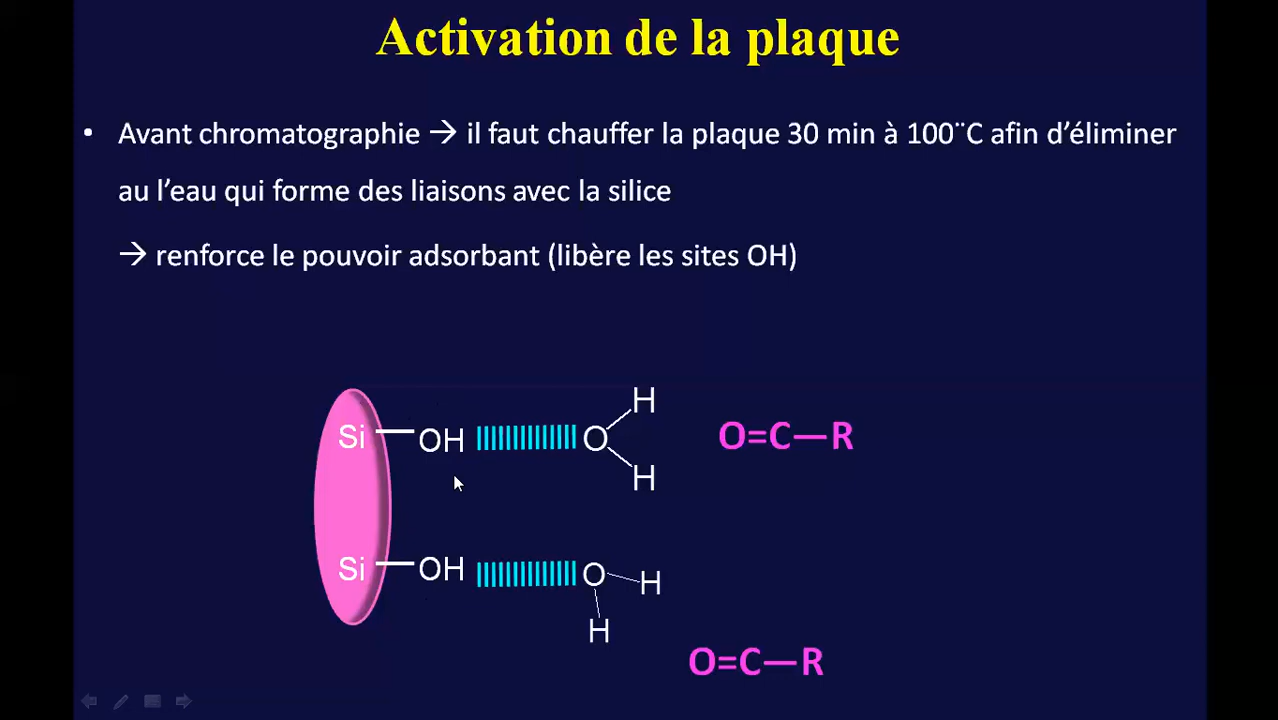 Activation de la plaque
• Avant chromatographie → il faut chauffer la plaque 30 min à 100¨C afin d’éliminer
au l’eau qui forme des liaisons avec la silice
→ renforce le pouvoir adsorbant (libère les sites OH)
H
Si — OH O O=C—R
H
Si — OH O H
H
O=C—R